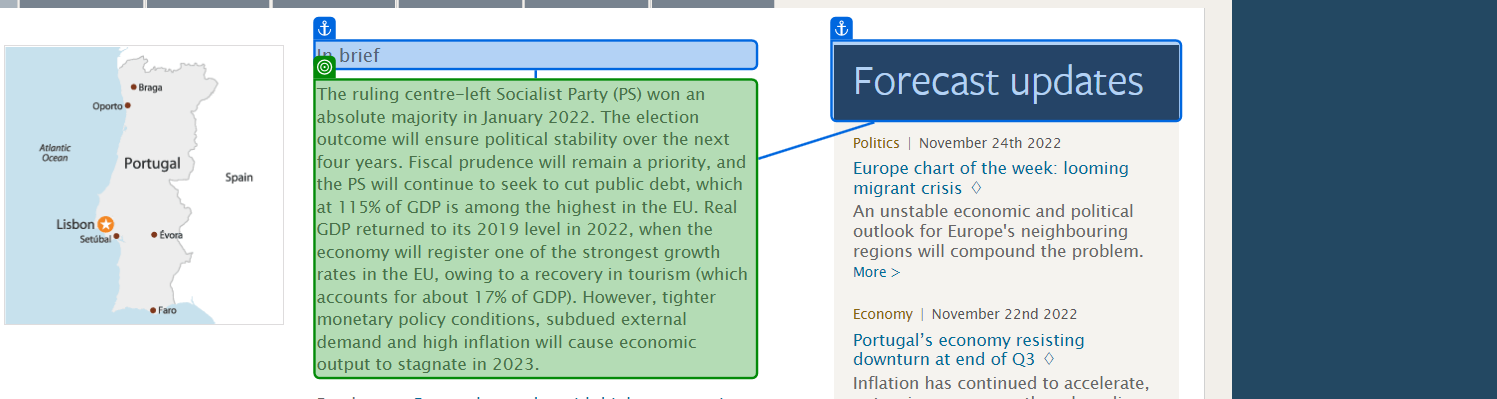 Braga
Oporto
Atlantic
Ocean
Portugal
Spain
Lisbon
Setúbal
Évora
Faro
In brief
The ruling centre-left Socialist Party (PS) won an
absolute majority in January 2022. The election
outcome will ensure political stability over the next
four years. Fiscal prudence will remain a priority, and
the PS will continue to seek to cut public debt, which
at 115% of GDP is among the highest in the EU. Real
GDP returned to its 2019 level in 2022, when the
economy will register one of the strongest growth
rates in the EU, owing to a recovery in tourism (which
accounts for about 17% of GDP). However, tighter
monetary policy conditions, subdued external
demand and high inflation will cause economic
output to stagnate in 2023.
Forecast updates
Politics | November 24th 2022
Europe chart of the week: looming
migrant crisis ◊
An unstable economic and political
outlook for Europe's neighbouring
regions will compound the problem.
More >
Economy | November 22nd 2022
Portugal’s economy resisting
downturn at end of Q3 ◊
Inflation has continued to accelerate,